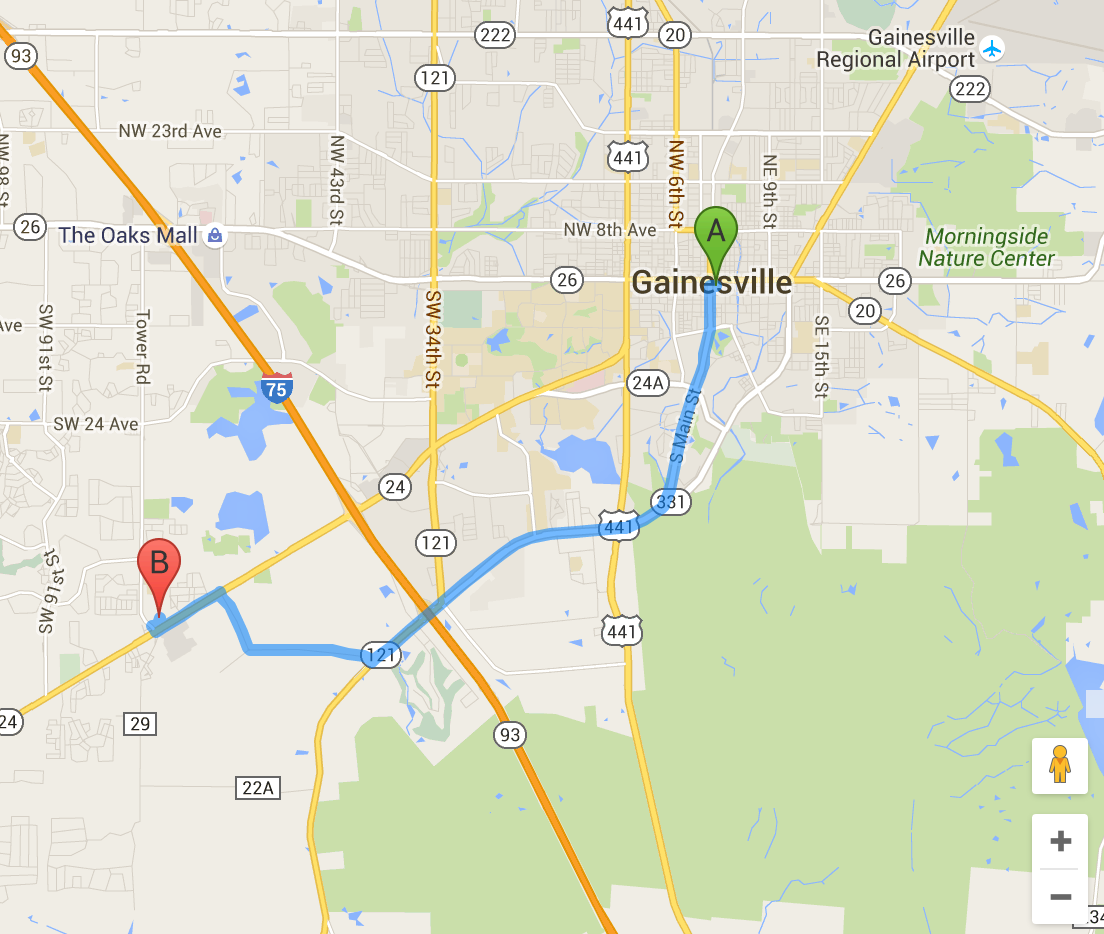 441
20
222
Gainesville
Regional Airport
93
121
222
NW 23rd Ave
NW 98 St
NW 43rd St
441
NW 6th St
NE 9th St
26
The Oaks Mall
NW 8th Ave
A
Morningside
Nature Center
26
Gainesville
26
20
Ave
SW 91st St
Tower Rd
SW 34th St
SE 15th St
75
24A
SW 24 Ave
S Main St
24
331
441
121
B
SW 91st St
441
121
24
29
93
22A
+
−
234